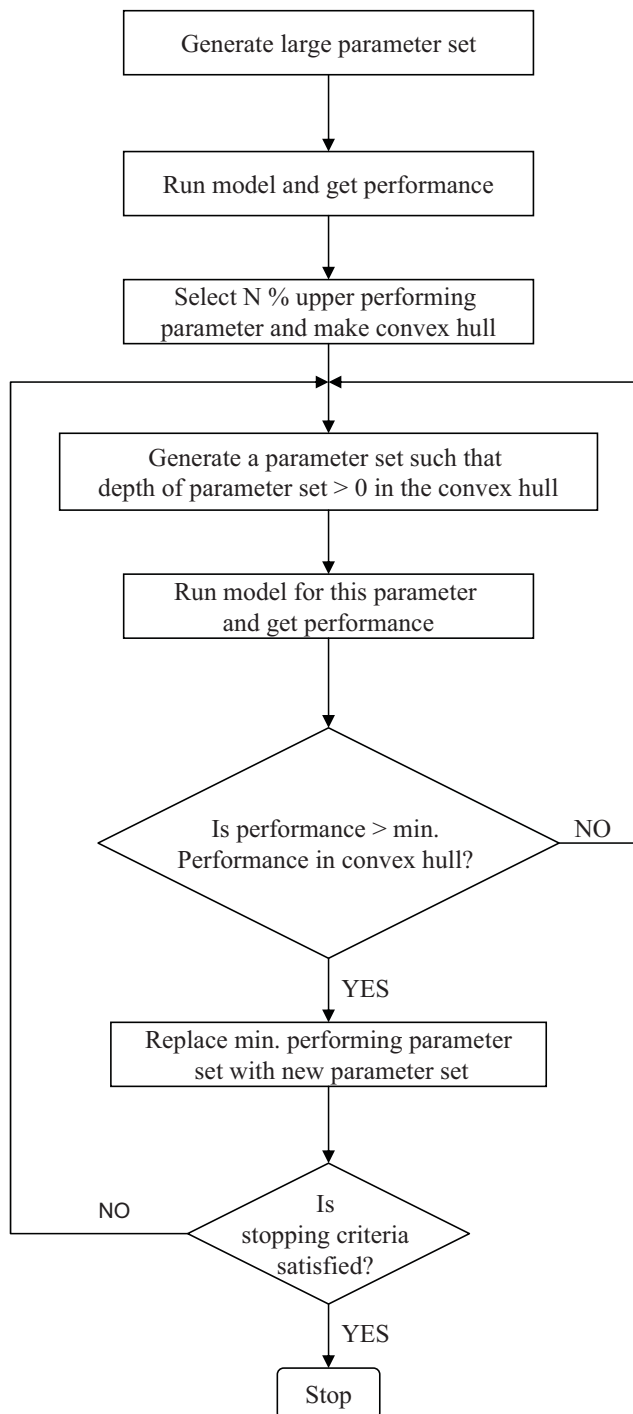 Generate large parameter set
Run model and get performance
Select N % upper performing
parameter and make convex hull
Generate a parameter set such that
depth of parameter set > 0 in the convex hull
Run model for this parameter
and get performance
Is performance > min.
Performance in convex hull?
NO
YES
Replace min. performing parameter
set with new parameter set
Is
stopping criteria
satisfied?
NO
YES
Stop